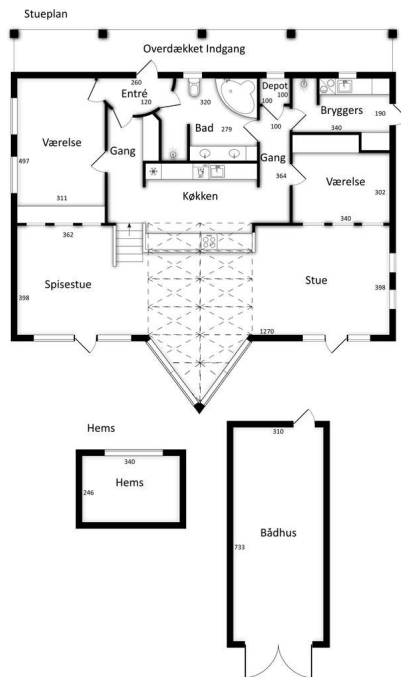 Stueplan
Overdækket Indgang
260
Entré
120
320
Depot
100
100
Bryggers
190
340
Værelse
497
Gang
Bad
279
100
Gang
364
Værelse
302
311
Køkken
340
362
Spisestue
398
Stue
398
1270
Hems
340
246
Hems
310
Bådhus
733